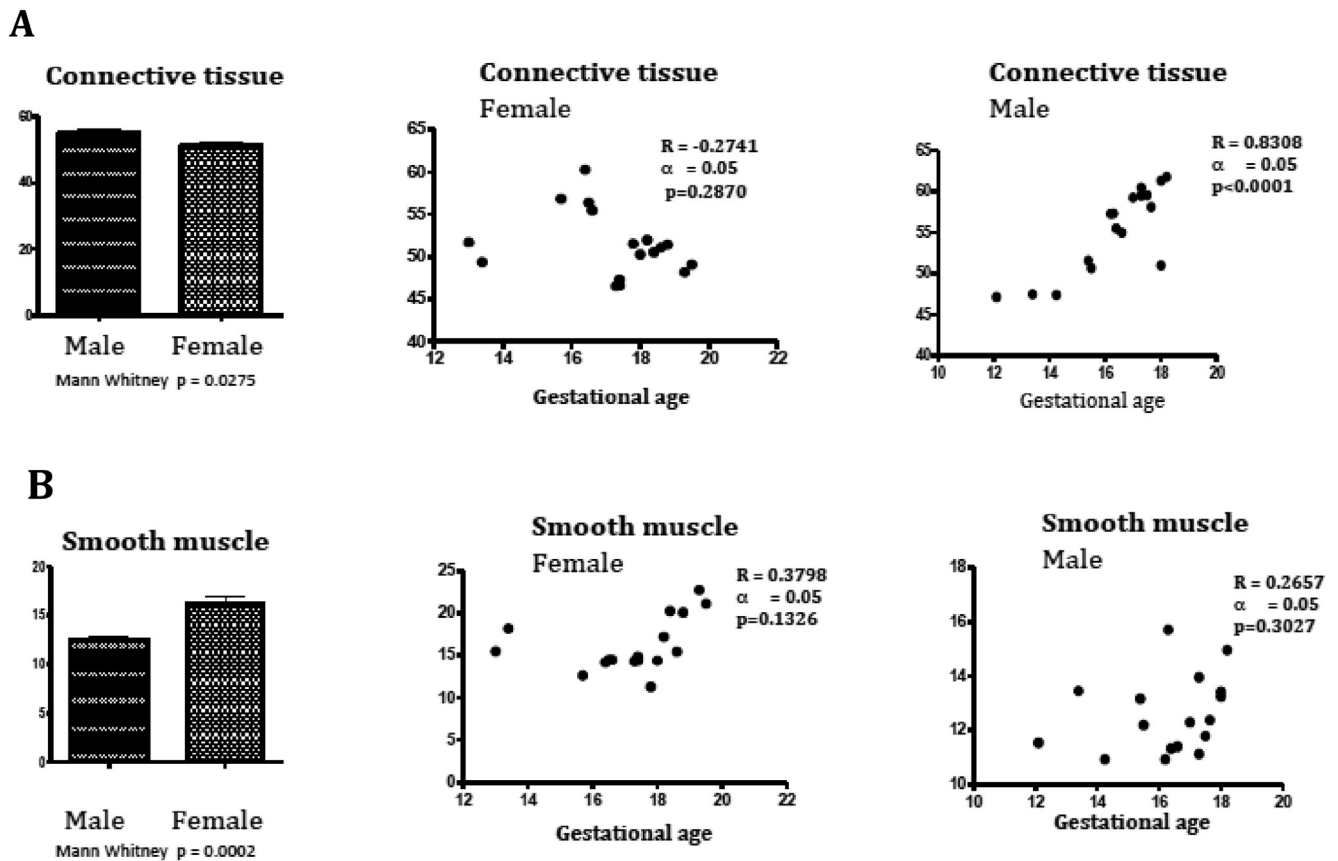 A
Connective tissue
60
40
20
0
Male Female
Mann Whitney p = 0.0275
Connective tissue
Female
R = -0.2741
α = 0.05
p=0.2870
65
60
55
50
45
40
12 14 16 18 20 22
Gestational age
Connective tissue
Male
R = 0.8308
α = 0.05
p<0.0001
65
60
55
50
45
40
10 12 14 16 18 20
Gestational age
B
Smooth muscle
20
15
10
5
0
Male Female
Mann Whitney p = 0.0002
Smooth muscle
Female
R = 0.3798
α = 0.05
p=0.1326
25
20
15
10
5
0
12 14 16 18 20 22
Gestational age
Smooth muscle
Male
R = 0.2657
α = 0.05
p=0.3027
18
16
14
12
10
10 12 14 16 18 20
Gestational age